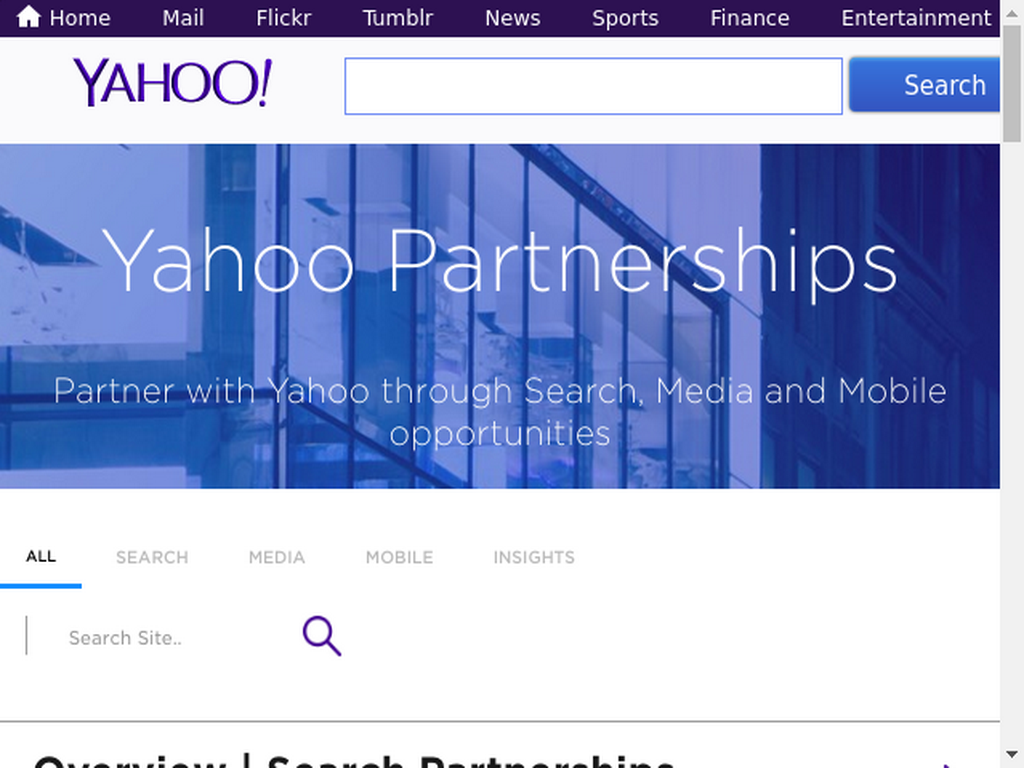 Home Mail Flickr Tumblr News Sports Finance Entertainment
YAHOO!
Search
Yahoo Partnerships
Partner with Yahoo through Search, Media and Mobile
opportunities
ALL SEARCH MEDIA MOBILE INSIGHTS
Search Site..
Overview | Search Partnerships